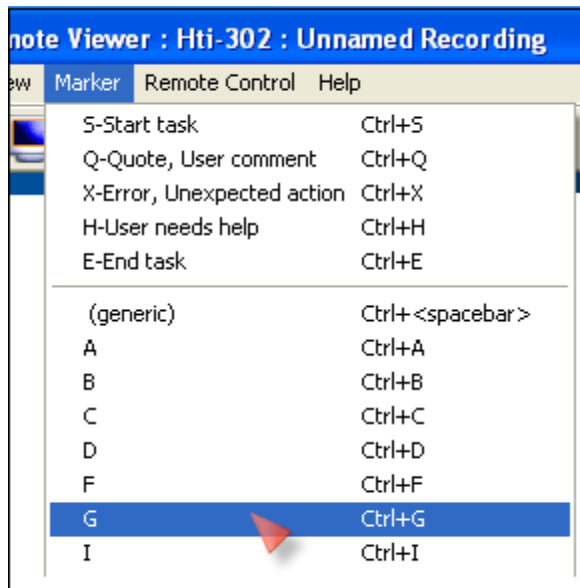 note Viewer : Hti-302 : Unnamed Recording
ew Marker Remote Control Help
S-Start task Ctrl+S
Q-Quote, User comment Ctrl+Q
X-Error, Unexpected action Ctrl+X
H-User needs help Ctrl+H
E-End task Ctrl+E
(generic) Ctrl+<spacebar>
A Ctrl+A
B Ctrl+B
C Ctrl+C
D Ctrl+D
F Ctrl+F
G Ctrl+G
I Ctrl+I